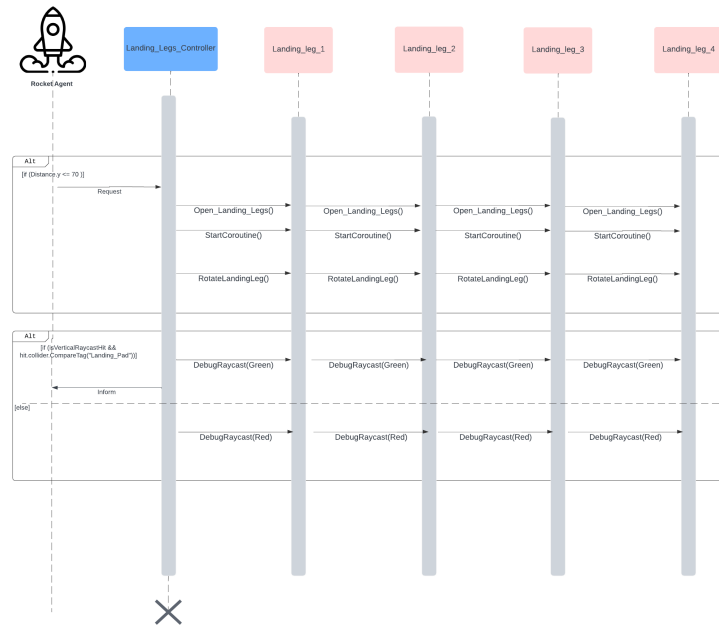 Landing_Legs_Controller
Landing_leg_1
Landing_leg_2
Landing_leg_3
Landing_leg_4
Rocket Agent
Alt
[if (Distance.y <= 70 )]
Request
Open_Landing_Legs()
Open_Landing_Legs()
Open_Landing_Legs()
Open_Landing_Legs()
StartCoroutine()
StartCoroutine()
StartCoroutine()
StartCoroutine()
RotateLandingLeg()
RotateLandingLeg()
RotateLandingLeg()
RotateLandingLeg()
Alt
[if (isVerticalRaycastHit &&
hit.collider.CompareTag("Landing_Pad"))]
DebugRaycast(Green)
DebugRaycast(Green)
DebugRaycast(Green)
DebugRaycast(Green)
Inform
[else]
DebugRaycast(Red)
DebugRaycast(Red)
DebugRaycast(Red)
DebugRaycast(Red)